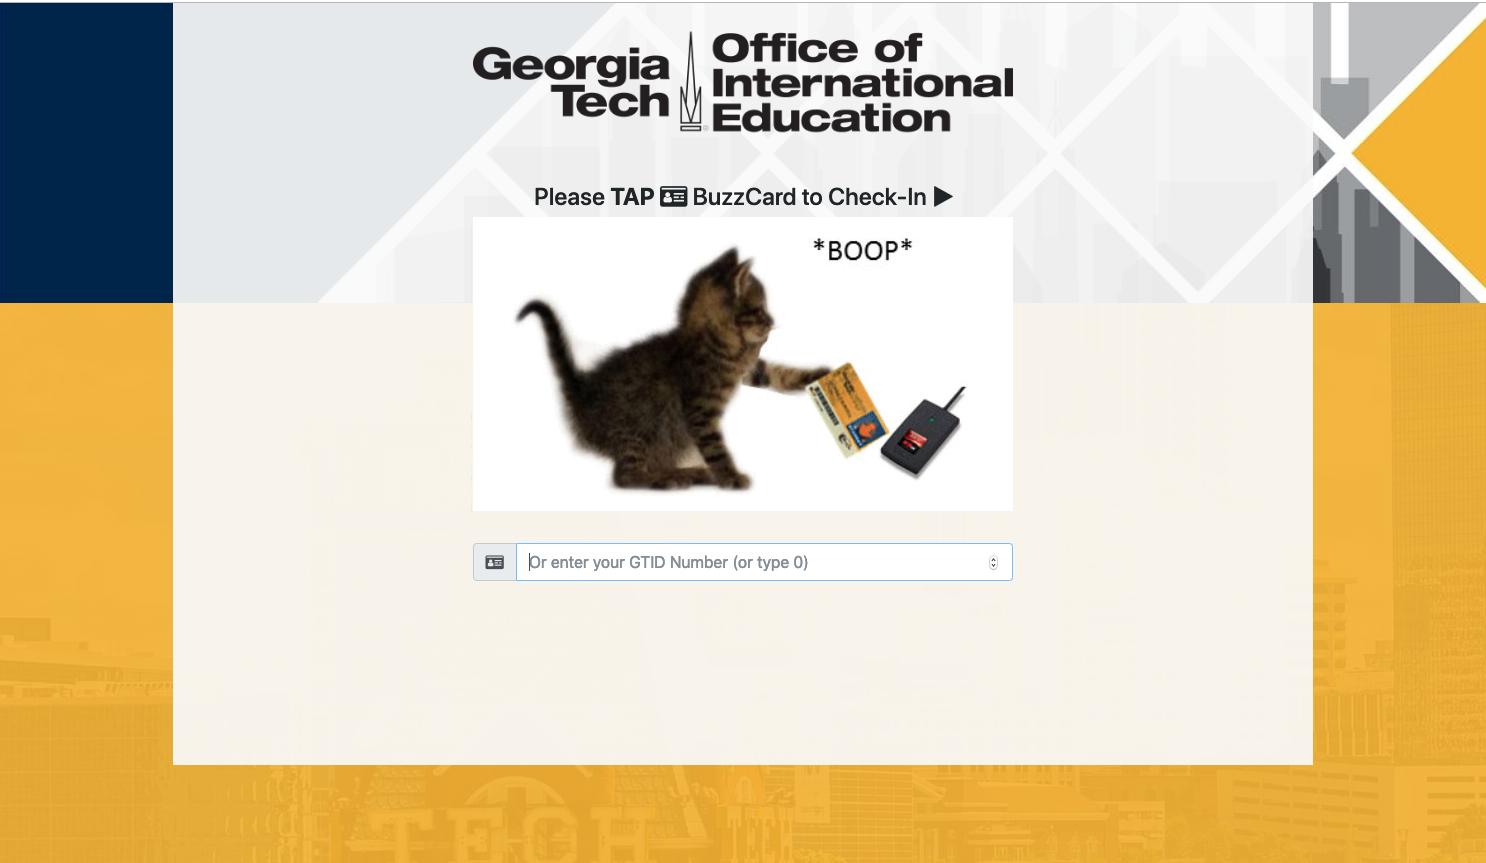 Georgia Tech
Office of International Education
Please TAP BuzzCard to Check-In
*BOOP*
Or enter your GTID Number (or type 0)
TECH
TECH